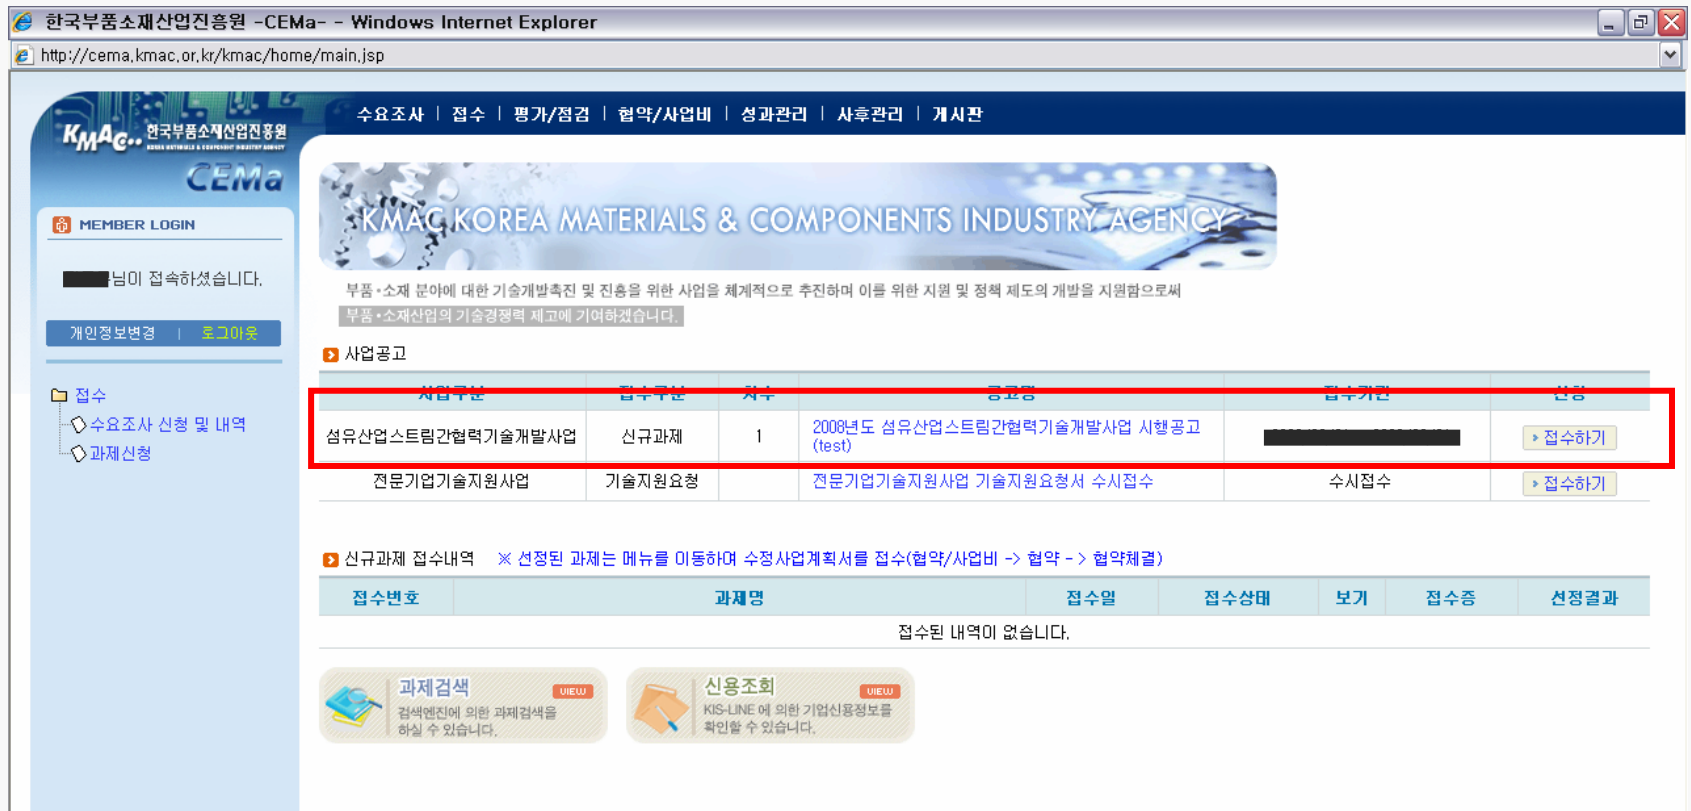 한국부품소재산업진흥원 -CEMa- - Windows Internet Explorer
http://cema.kmac.or.kr/kmac/home/main.jsp
KMAC 한국부품소재산업진흥원
KOREA MATERIALS & COMPONENT INDUSTRY AGENCY
CEMa
수요조사 | 접수 | 평가/점검 | 협약/사업비 | 성과관리 | 사후관리 | 게시판
MEMBER LOGIN
님이 접속하셨습니다.
개인정보변경 | 로그아웃
접수
수요조사 신청 및 내역
과제신청
KMAC KOREA MATERIALS & COMPONENTS INDUSTRY AGENCY
부품·소재 분야에 대한 기술개발촉진 및 진흥을 위한 사업을 체계적으로 추진하며 이를 위한 지원 및 정책 제도의 개발을 지원함으로써
부품·소재산업의 기술경쟁력 제고에 기여하겠습니다.
사업공고
사업구분 접수구분 차수 공고명 접수기간 신청
섬유산업스트림간협력기술개발사업 신규과제 1 2008년도 섬유산업스트림간협력기술개발사업 시행공고 접수하기
(test)
전문기업기술지원사업 기술지원요청 전문기업기술지원사업 기술지원요청서 수시접수 수시접수 접수하기
신규과제 접수내역 ※ 선정된 과제는 메뉴를 이동하여 수정사업계획서를 접수(협약/사업비 -> 협약 - > 협약체결)
접수번호 과제명 접수일 접수상태 보기 접수증 선정결과
접수된 내역이 없습니다.
과제검색 VIEW
검색엔진에 의한 과제검색을
하실 수 있습니다.
신용조회 VIEW
KIS-LINE 에 의한 기업신용정보를
확인할 수 있습니다.